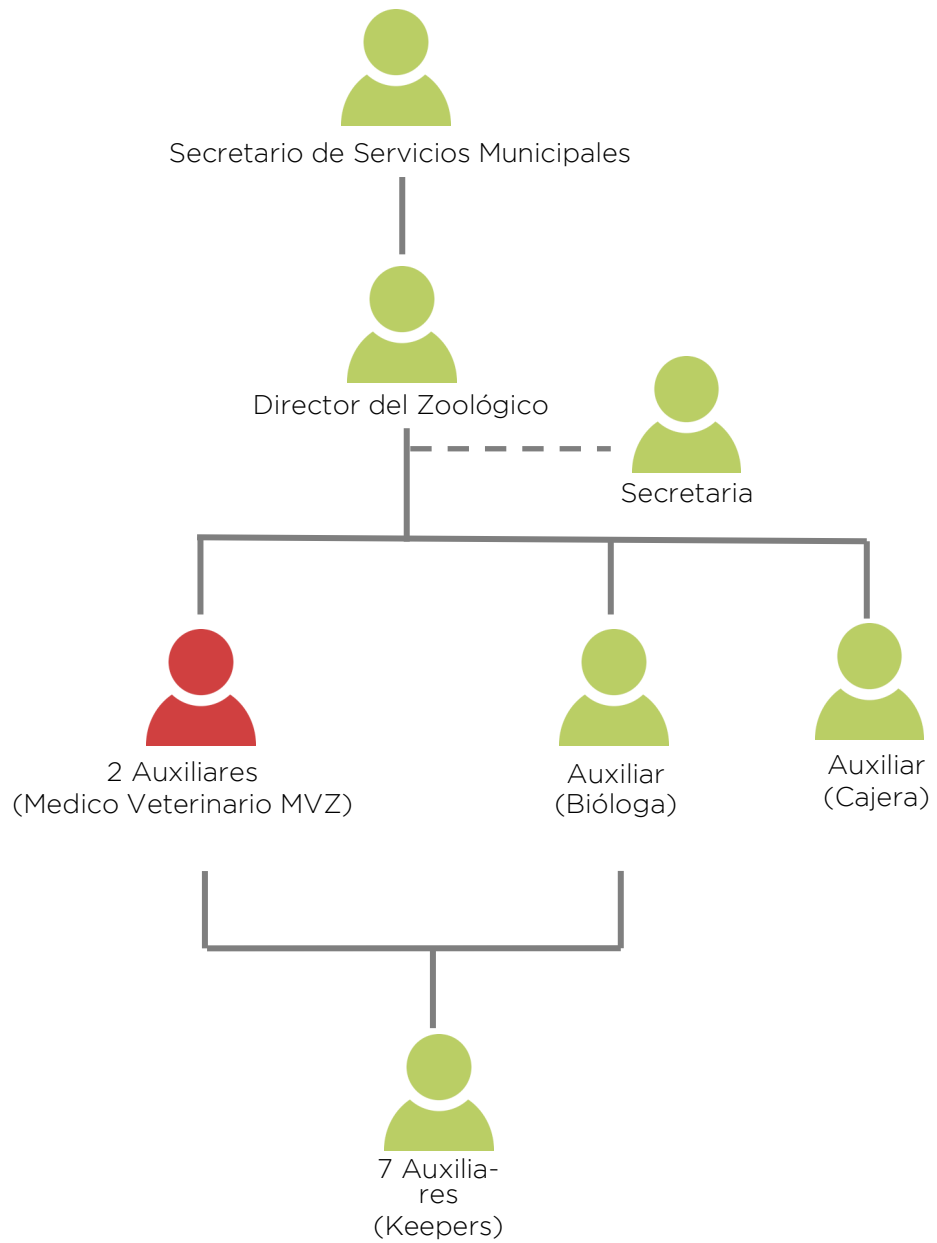 Secretario de Servicios Municipales
Director del Zoológico
Secretaria
2 Auxiliares
(Medico Veterinario MVZ)
Auxiliar
(Bióloga)
Auxiliar
(Cajera)
7 Auxilia-
res
(Keepers)